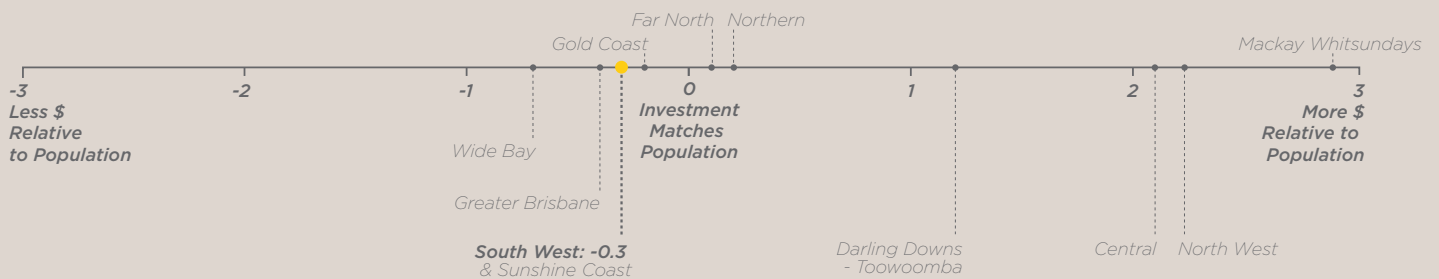 Far North
Northern
Gold Coast
Mackay Whitsundays
-3
-2
-1
0
1
2
3
Less $
Relative
to Population
Investment
Matches
Population
More $
Relative to
Population
Wide Bay
Greater Brisbane
South West: -0.3
& Sunshine Coast
Darling Downs
- Toowoomba
Central
North West